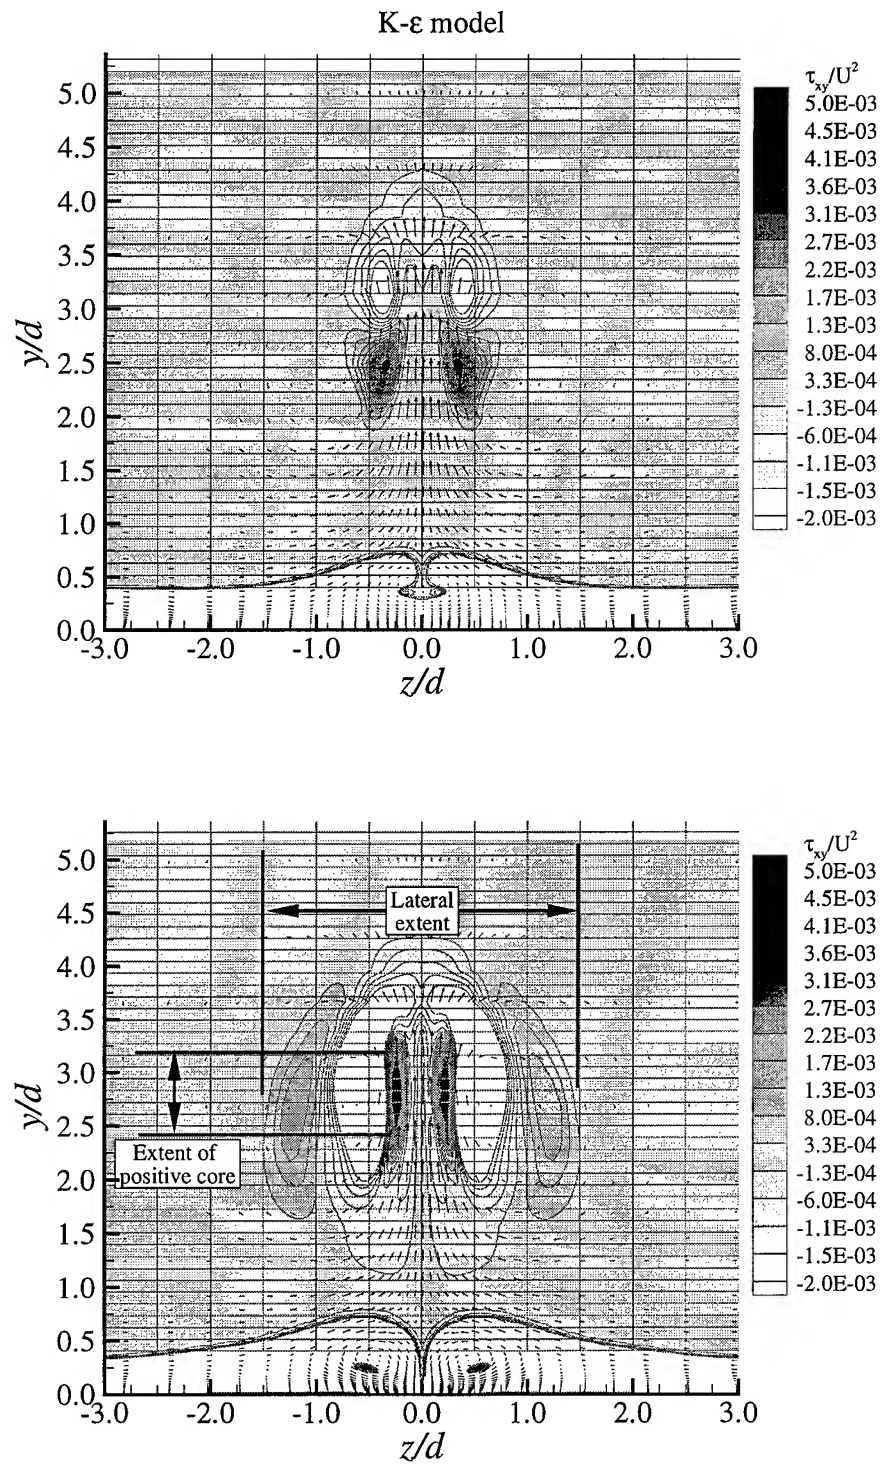 K-ε model
τxy/U²
5.0E-03
4.5E-03
4.1E-03
3.6E-03
3.1E-03
2.7E-03
2.2E-03
1.7E-03
1.3E-03
8.0E-04
3.3E-04
-1.3E-04
-6.0E-04
-1.1E-03
-1.5E-03
-2.0E-03
y/d
5.0
4.5
4.0
3.5
3.0
2.5
2.0
1.5
1.0
0.5
0.0
-3.0 -2.0 -1.0 0.0 1.0 2.0 3.0
z/d
τxy/U²
5.0E-03
4.5E-03
4.1E-03
3.6E-03
3.1E-03
2.7E-03
2.2E-03
1.7E-03
1.3E-03
8.0E-04
3.3E-04
-1.3E-04
-6.0E-04
-1.1E-03
-1.5E-03
-2.0E-03
y/d
5.0
4.5
4.0
3.5
3.0
2.5
2.0
1.5
1.0
0.5
0.0
Lateral
extent
Extent of
positive core
-3.0 -2.0 -1.0 0.0 1.0 2.0 3.0
z/d